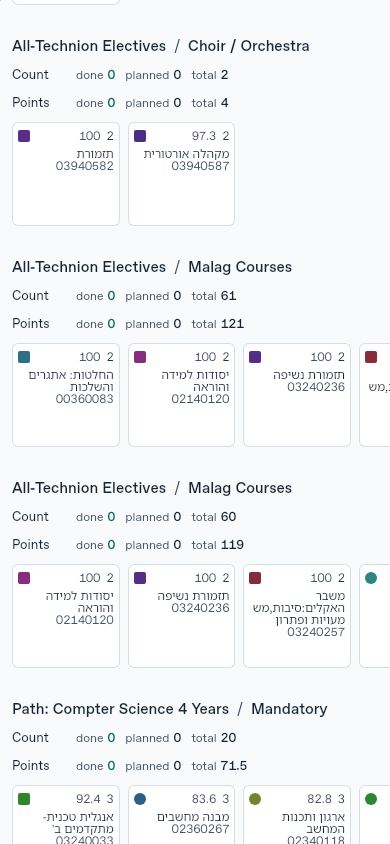 All-Technion Electives / Choir / Orchestra
Count done 0 planned 0 total 2
Points done 0 planned 0 total 4
100 2
תזמורת
03940582
97.3 2
מקהלה אורטורית
03940587
All-Technion Electives / Malag Courses
Count done 0 planned 0 total 61
Points done 0 planned 0 total 121
100 2
החלטות: אתגרים
והשלכות
00360083
100 2
יסודות למידה
והוראה
02140120
100 2
תזמורת נשיפה
03240236
All-Technion Electives / Malag Courses
Count done 0 planned 0 total 60
Points done 0 planned 0 total 119
100 2
יסודות למידה
והוראה
02140120
100 2
תזמורת נשיפה
03240236
100 2
משבר
האקלים:סיבות,מש
מעויות ופתרון
03240257
Path: Compter Science 4 Years / Mandatory
Count done 0 planned 0 total 20
Points done 0 planned 0 total 71.5
92.4 3
אנגלית טכנית-
מתקדמים ב'
03240033
83.6 3
מבנה מחשבים
02360267
82.8 3
ארגון ותכנות
המחשב
02340118